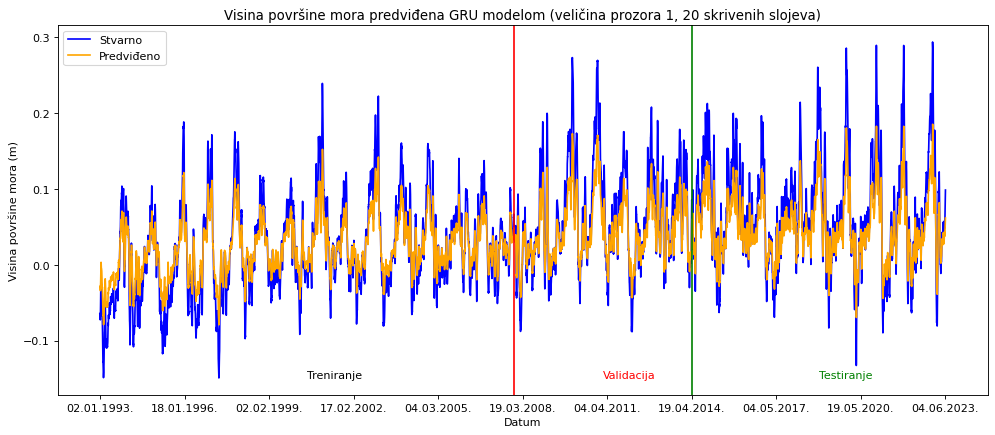 Visina površine mora predviđena GRU modelom (veličina prozora 1, 20 skrivenih slojeva)
Stvarno
Predviđeno
Visina površine mora (m)
0.3
0.2
0.1
0.0
−0.1
Treniranje
Validacija
Testiranje
02.01.1993.
18.01.1996.
02.02.1999.
17.02.2002.
04.03.2005.
19.03.2008.
04.04.2011.
19.04.2014.
04.05.2017.
19.05.2020.
04.06.2023.
Datum